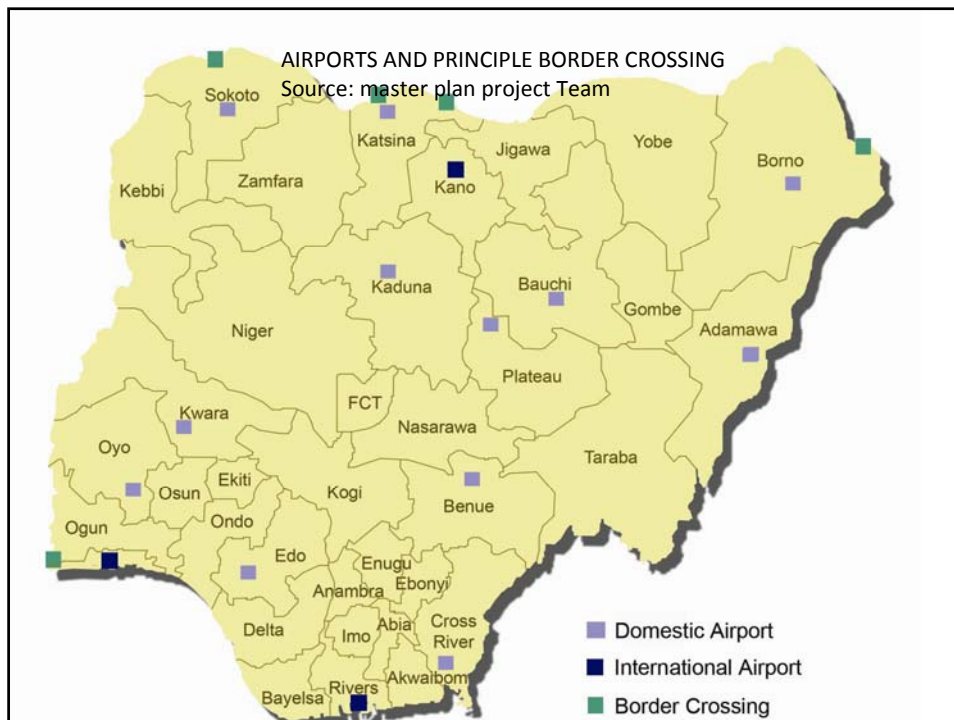 AIRPORTS AND PRINCIPLE BORDER CROSSING
Source: master plan project Team
Sokoto
Katsina
Jigawa
Yobe
Borno
Kebbi
Zamfara
Kano
Kaduna
Bauchi
Gombe
Adamawa
Niger
Plateau
FCT
Kwara
Nasarawa
Oyo
Taraba
Osun
Ekiti
Kogi
Benue
Ogun
Ondo
Edo
Enugu
Anambra
Ebonyi
Delta
Imo
Abia
Cross
River
Akwaibom
Bayelsa
Rivers
Domestic Airport
International Airport
Border Crossing